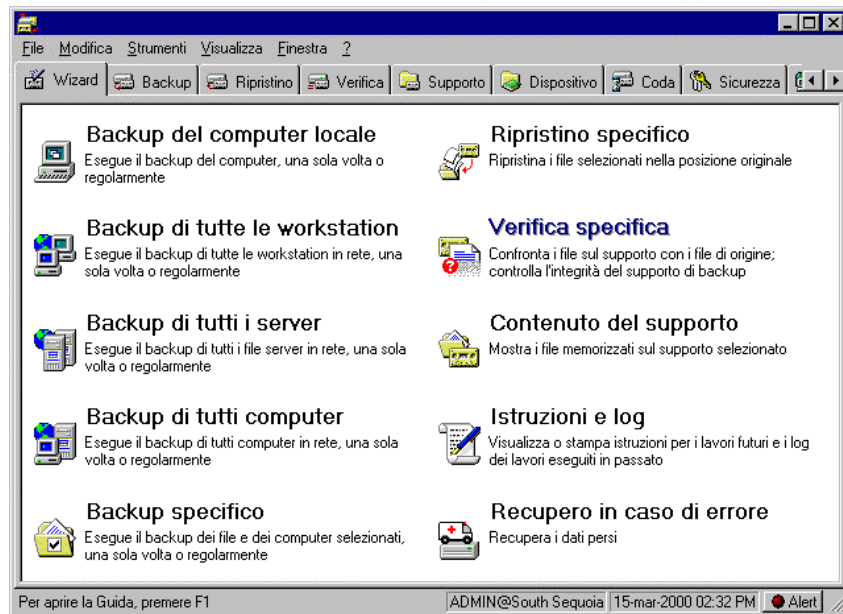 File Modifica Strumenti Visualizza Finestra ?
Wizard Backup Ripristino Verifica Supporto Dispositivo Coda Sicurezza
Backup del computer locale
Esegue il backup del computer, una sola volta o
regolarmente
Backup di tutte le workstation
Esegue il backup di tutte le workstation in rete, una
sola volta o regolarmente
Backup di tutti i server
Esegue il backup di tutti i file server in rete, una sola
volta o regolarmente
Backup di tutti computer
Esegue il backup di tutti computer in rete, una sola
volta o regolarmente
Backup specifico
Esegue il backup dei file e dei computer selezionati,
una sola volta o regolarmente
Ripristino specifico
Ripristina i file selezionati nella posizione originale
Verifica specifica
Confronta i file sul supporto con i file di origine;
controlla l'integrità del supporto di backup
Contenuto del supporto
Mostra i file memorizzati sul supporto selezionato
Istruzioni e log
Visualizza o stampa istruzioni per i lavori futuri e i log
dei lavori eseguiti in passato
Recupero in caso di errore
Recupera i dati persi
Per aprire la Guida, premere F1 ADMIN@South Sequoia 15-mar-2000 02:32 PM Alert